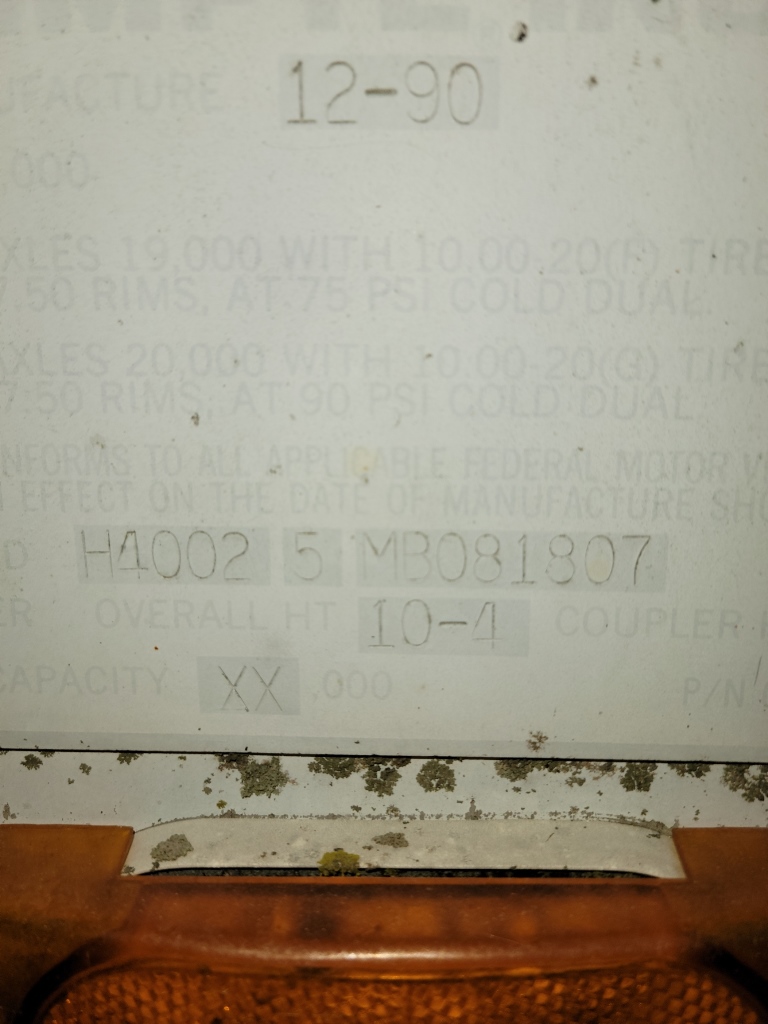 UFACTURE 12-90
,000
XLES 19,000 WITH 10.00-20(F) TIRE
7.50 RIMS, AT 75 PSI COLD DUAL
AXLES 20,000 WITH 10.00-20(G) TIRE
7.50 RIMS, AT 90 PSI COLD DUAL
NFORMS TO ALL APPLICABLE FEDERAL MOTOR V
EFFECT ON THE DATE OF MANUFACTURE SHO
D H4002 5 MB081807
ER OVERALL HT 10-4 COUPLER H
CAPACITY XX ,000 P/N